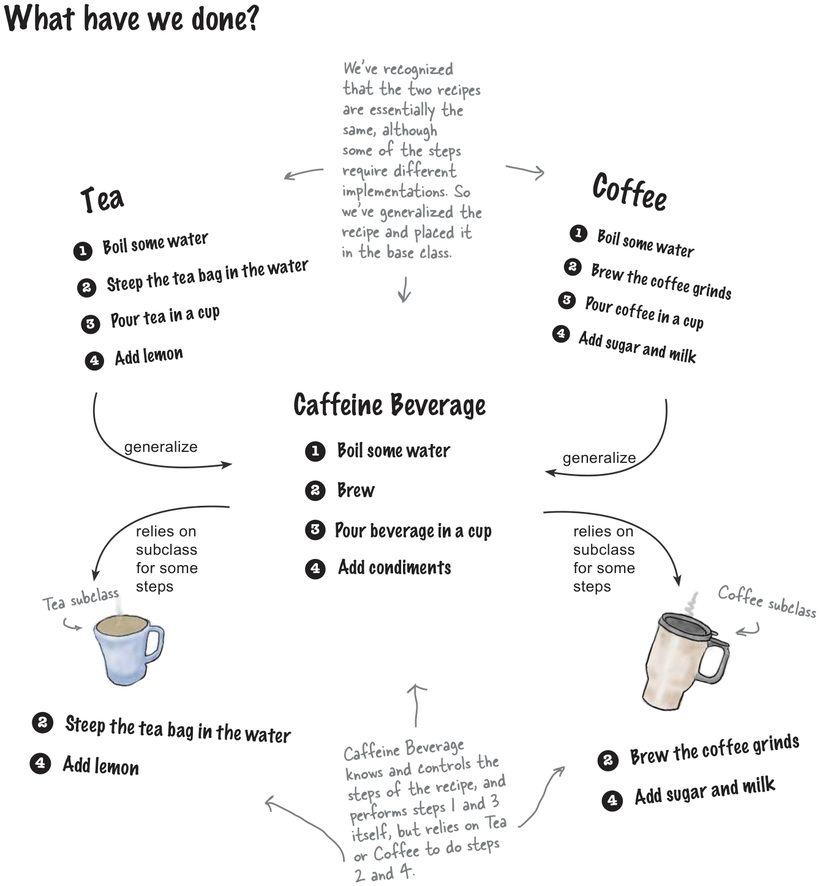 What have we done?
We've recognized
that the two recipes
are essentially the
same, although
some of the steps
require different
implementations. So
we've generalized the
recipe and placed it
in the base class.
Tea
1 Boil some water
2 Steep the tea bag in the water
3 Pour tea in a cup
4 Add lemon
Coffee
1 Boil some water
2 Brew the coffee grinds
3 Pour coffee in a cup
4 Add sugar and milk
Caffeine Beverage
1 Boil some water
2 Brew
3 Pour beverage in a cup
4 Add condiments
generalize
generalize
relies on
subclass
for some
steps
relies on
subclass
for some
steps
Tea subclass
2 Steep the tea bag in the water
4 Add lemon
Coffee subclass
2 Brew the coffee grinds
4 Add sugar and milk
Caffeine Beverage
knows and controls the
steps of the recipe, and
performs steps 1 and 3
itself, but relies on Tea
or Coffee to do steps
2 and 4.